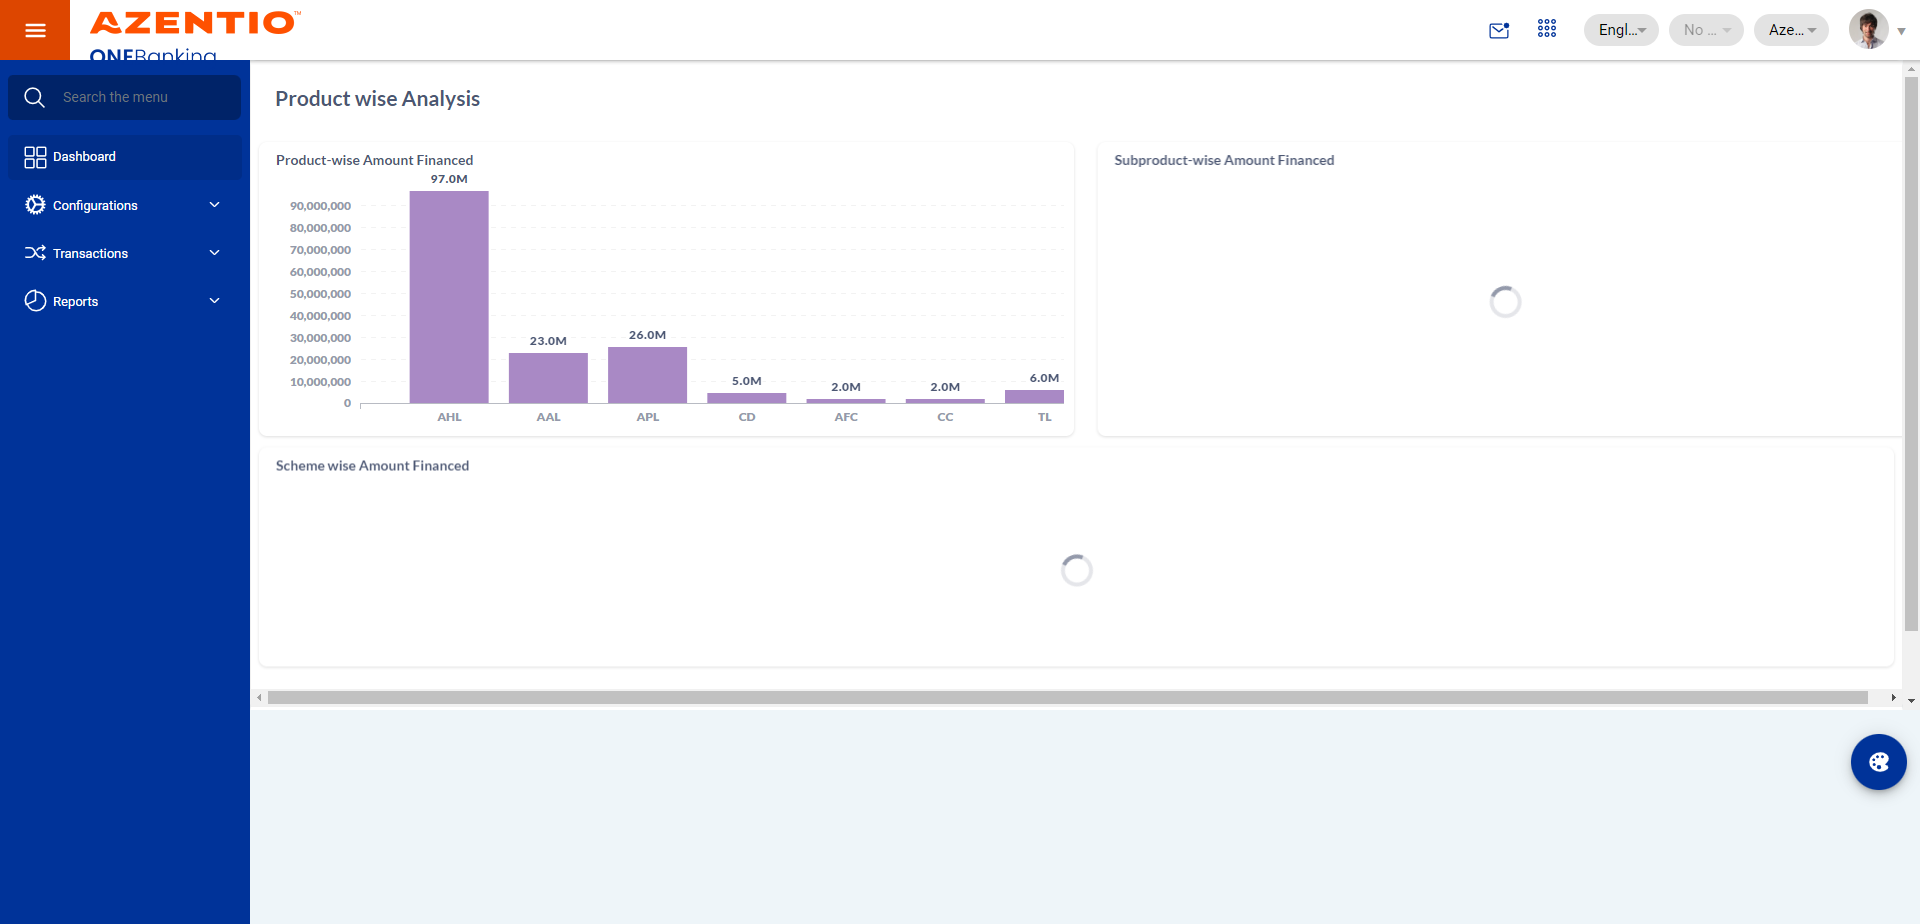 AZENTIO™
ONEBanking
Engl...
No ...
Aze...
Search the menu
Dashboard
Configurations
Transactions
Reports
Product wise Analysis
Product-wise Amount Financed
97.0M
90,000,000
80,000,000
70,000,000
60,000,000
50,000,000
40,000,000
30,000,000
20,000,000
10,000,000
0
23.0M
26.0M
5.0M
2.0M
2.0M
6.0M
AHL
AAL
APL
CD
AFC
CC
TL
Subproduct-wise Amount Financed
Scheme wise Amount Financed